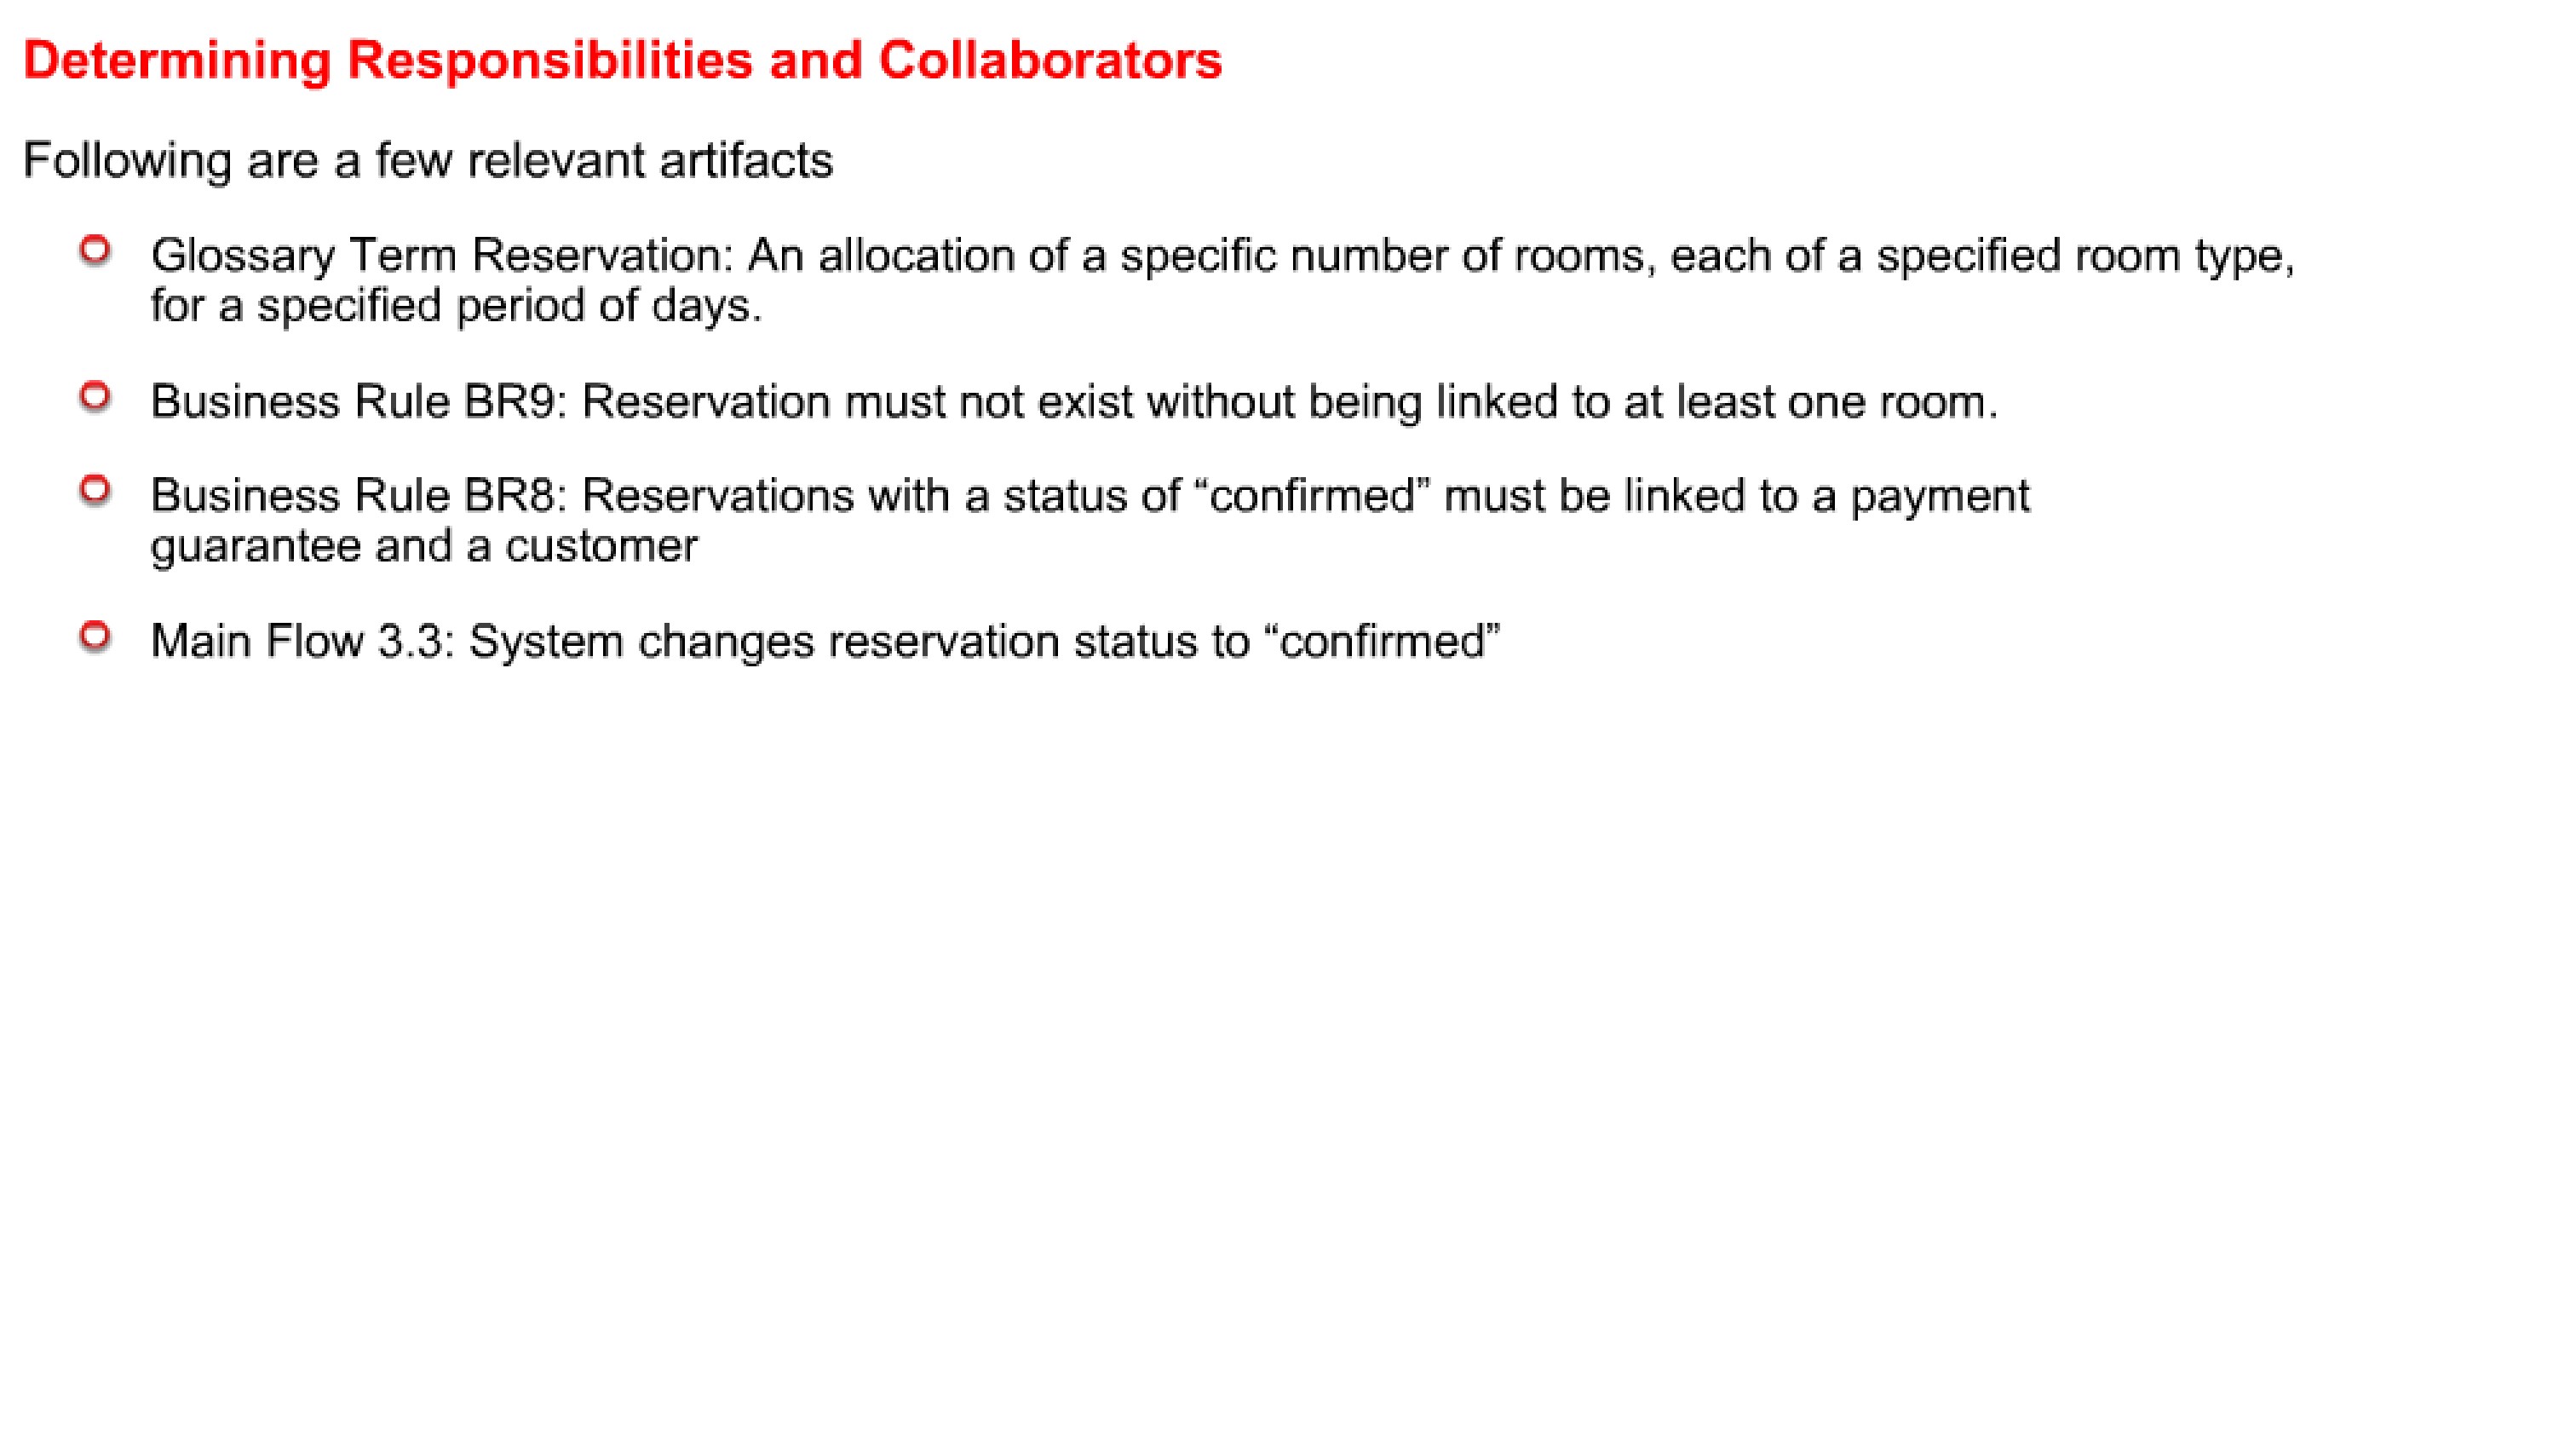 Determining Responsibilities and Collaborators
Following are a few relevant artifacts
Glossary Term Reservation: An allocation of a specific number of rooms, each of a specified room type,
for a specified period of days.
Business Rule BR9: Reservation must not exist without being linked to at least one room.
Business Rule BR8: Reservations with a status of “confirmed” must be linked to a payment
guarantee and a customer
Main Flow 3.3: System changes reservation status to “confirmed”